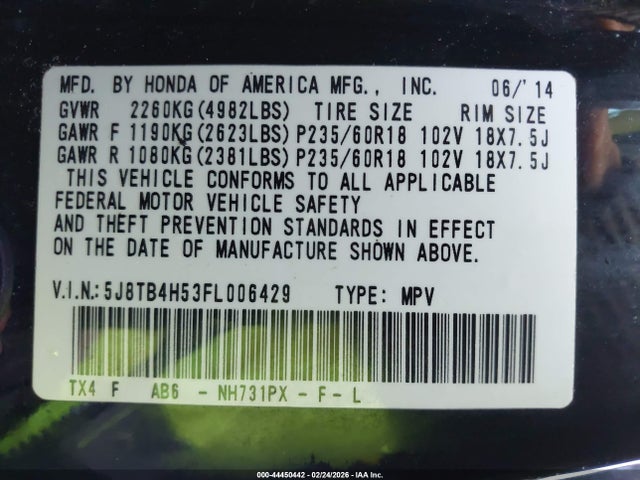 MFD. BY HONDA OF AMERICA MFG., INC. 06/'14
GVWR 2260KG(4982LBS) TIRE SIZE RIM SIZE
GAWR F 1190KG(2623LBS)P235/60R18 102V 18X7.5J
GAWR R 1080KG(2381LBS)P235/60R18 102V 18X7.5J
THIS VEHICLE CONFORMS TO ALL APPLICABLE
FEDERAL MOTOR VEHICLE SAFETY
AND THEFT PREVENTION STANDARDS IN EFFECT
ON THE DATE OF MANUFACTURE SHOWN ABOVE.
V.I.N.: 5J8TB4H53FL006429 TYPE: MPV
TX4 F AB6 - NH731PX - F - L
000-44450442 - 02/24/2026 - IAA Inc.